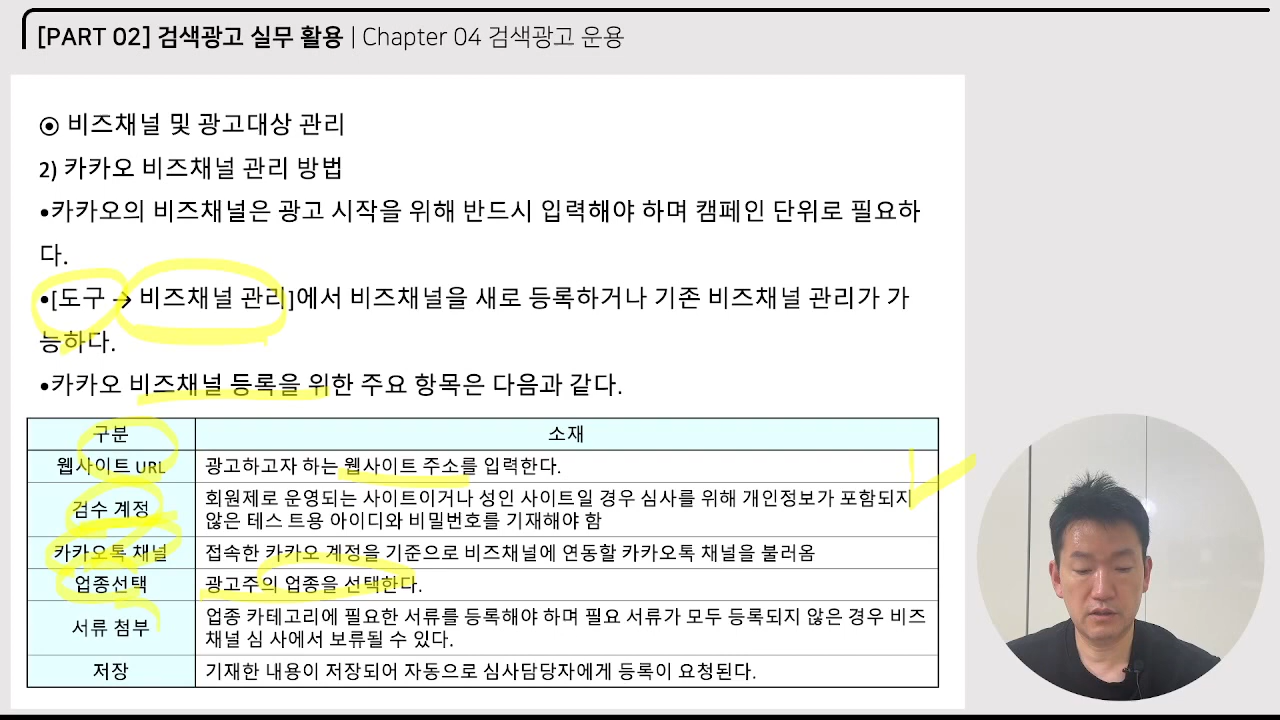 [PART 02] 검색광고 실무 활용 | Chapter 04 검색광고 운용
⦿ 비즈채널 및 광고대상 관리
2) 카카오 비즈채널 관리 방법
•카카오의 비즈채널은 광고 시작을 위해 반드시 입력해야 하며 캠페인 단위로 필요하
다.
•[도구 → 비즈채널 관리]에서 비즈채널을 새로 등록하거나 기존 비즈채널 관리가 가
능하다.
•카카오 비즈채널 등록을 위한 주요 항목은 다음과 같다.
구분 소재
웹사이트 URL 광고하고자 하는 웹사이트 주소를 입력한다.
검수 계정 회원제로 운영되는 사이트이거나 성인 사이트일 경우 심사를 위해 개인정보가 포함되지
않은 테스 트용 아이디와 비밀번호를 기재해야 함
카카오톡 채널 접속한 카카오 계정을 기준으로 비즈채널에 연동할 카카오톡 채널을 불러옴
업종선택 광고주의 업종을 선택한다.
서류 첨부 업종 카테고리에 필요한 서류를 등록해야 하며 필요 서류가 모두 등록되지 않은 경우 비즈
채널 심 사에서 보류될 수 있다.
저장 기재한 내용이 저장되어 자동으로 심사담당자에게 등록이 요청된다.